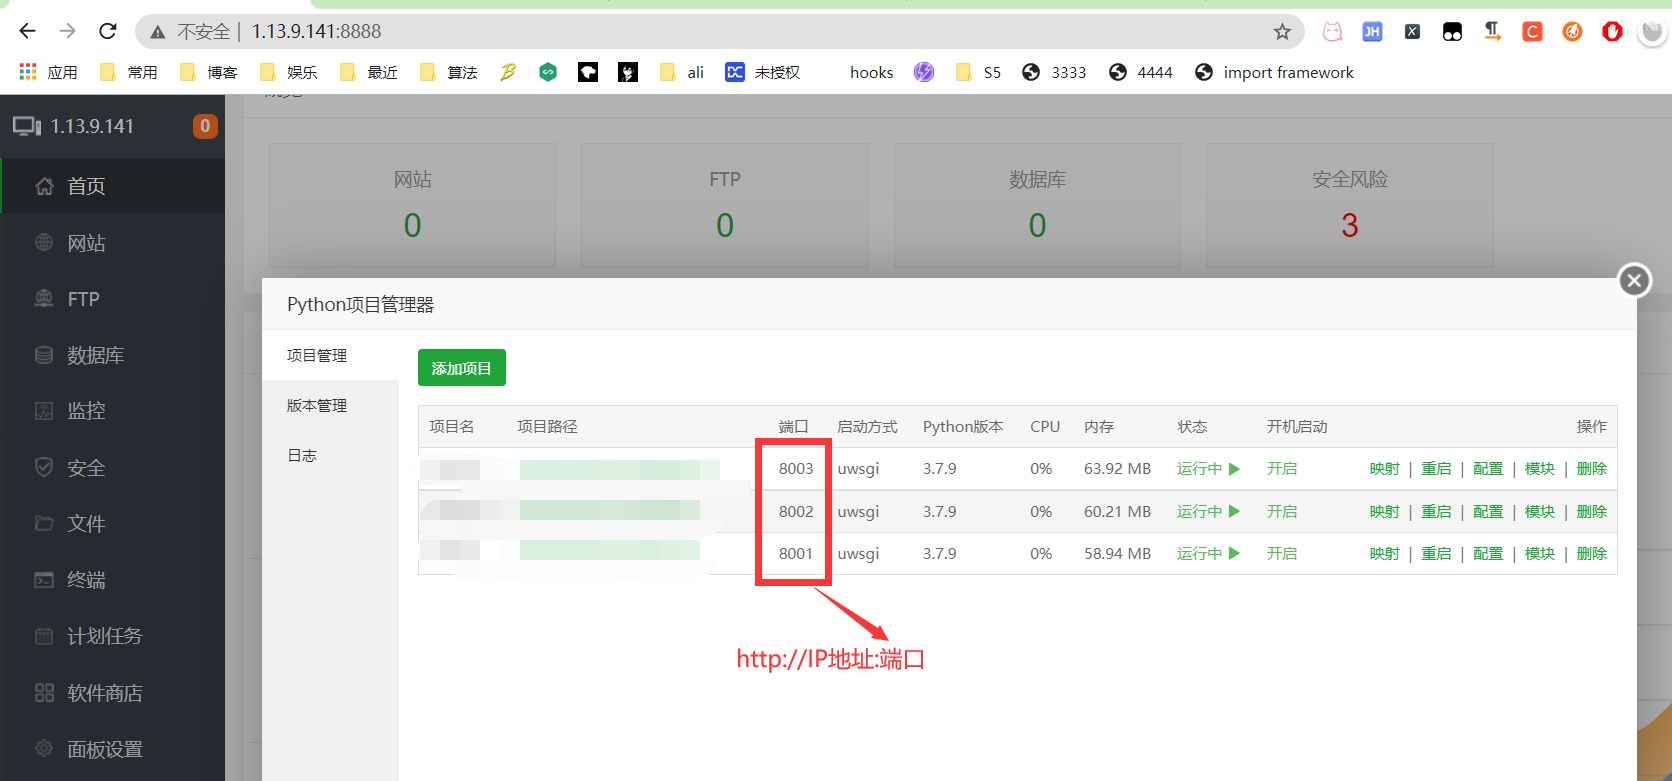 不安全 | 1.13.9.141:8888
应用 常用 博客 娱乐 最近 算法 ali 未授权 hooks S5 3333 4444 import framework
1.13.9.141 0
首页
网站
FTP
数据库
监控
安全
文件
终端
计划任务
软件商店
面板设置
网站 FTP 数据库 安全风险
0 0 0 3
Python项目管理器
项目管理
版本管理
日志
添加项目
项目名 项目路径 端口 启动方式 Python版本 CPU 内存 状态 开机启动 操作
8003 uwsgi 3.7.9 0% 63.92 MB 运行中 开启 映射 | 重启 | 配置 | 模块 | 删除
8002 uwsgi 3.7.9 0% 60.21 MB 运行中 开启 映射 | 重启 | 配置 | 模块 | 删除
8001 uwsgi 3.7.9 0% 58.94 MB 运行中 开启 映射 | 重启 | 配置 | 模块 | 删除
http://IP地址:端口